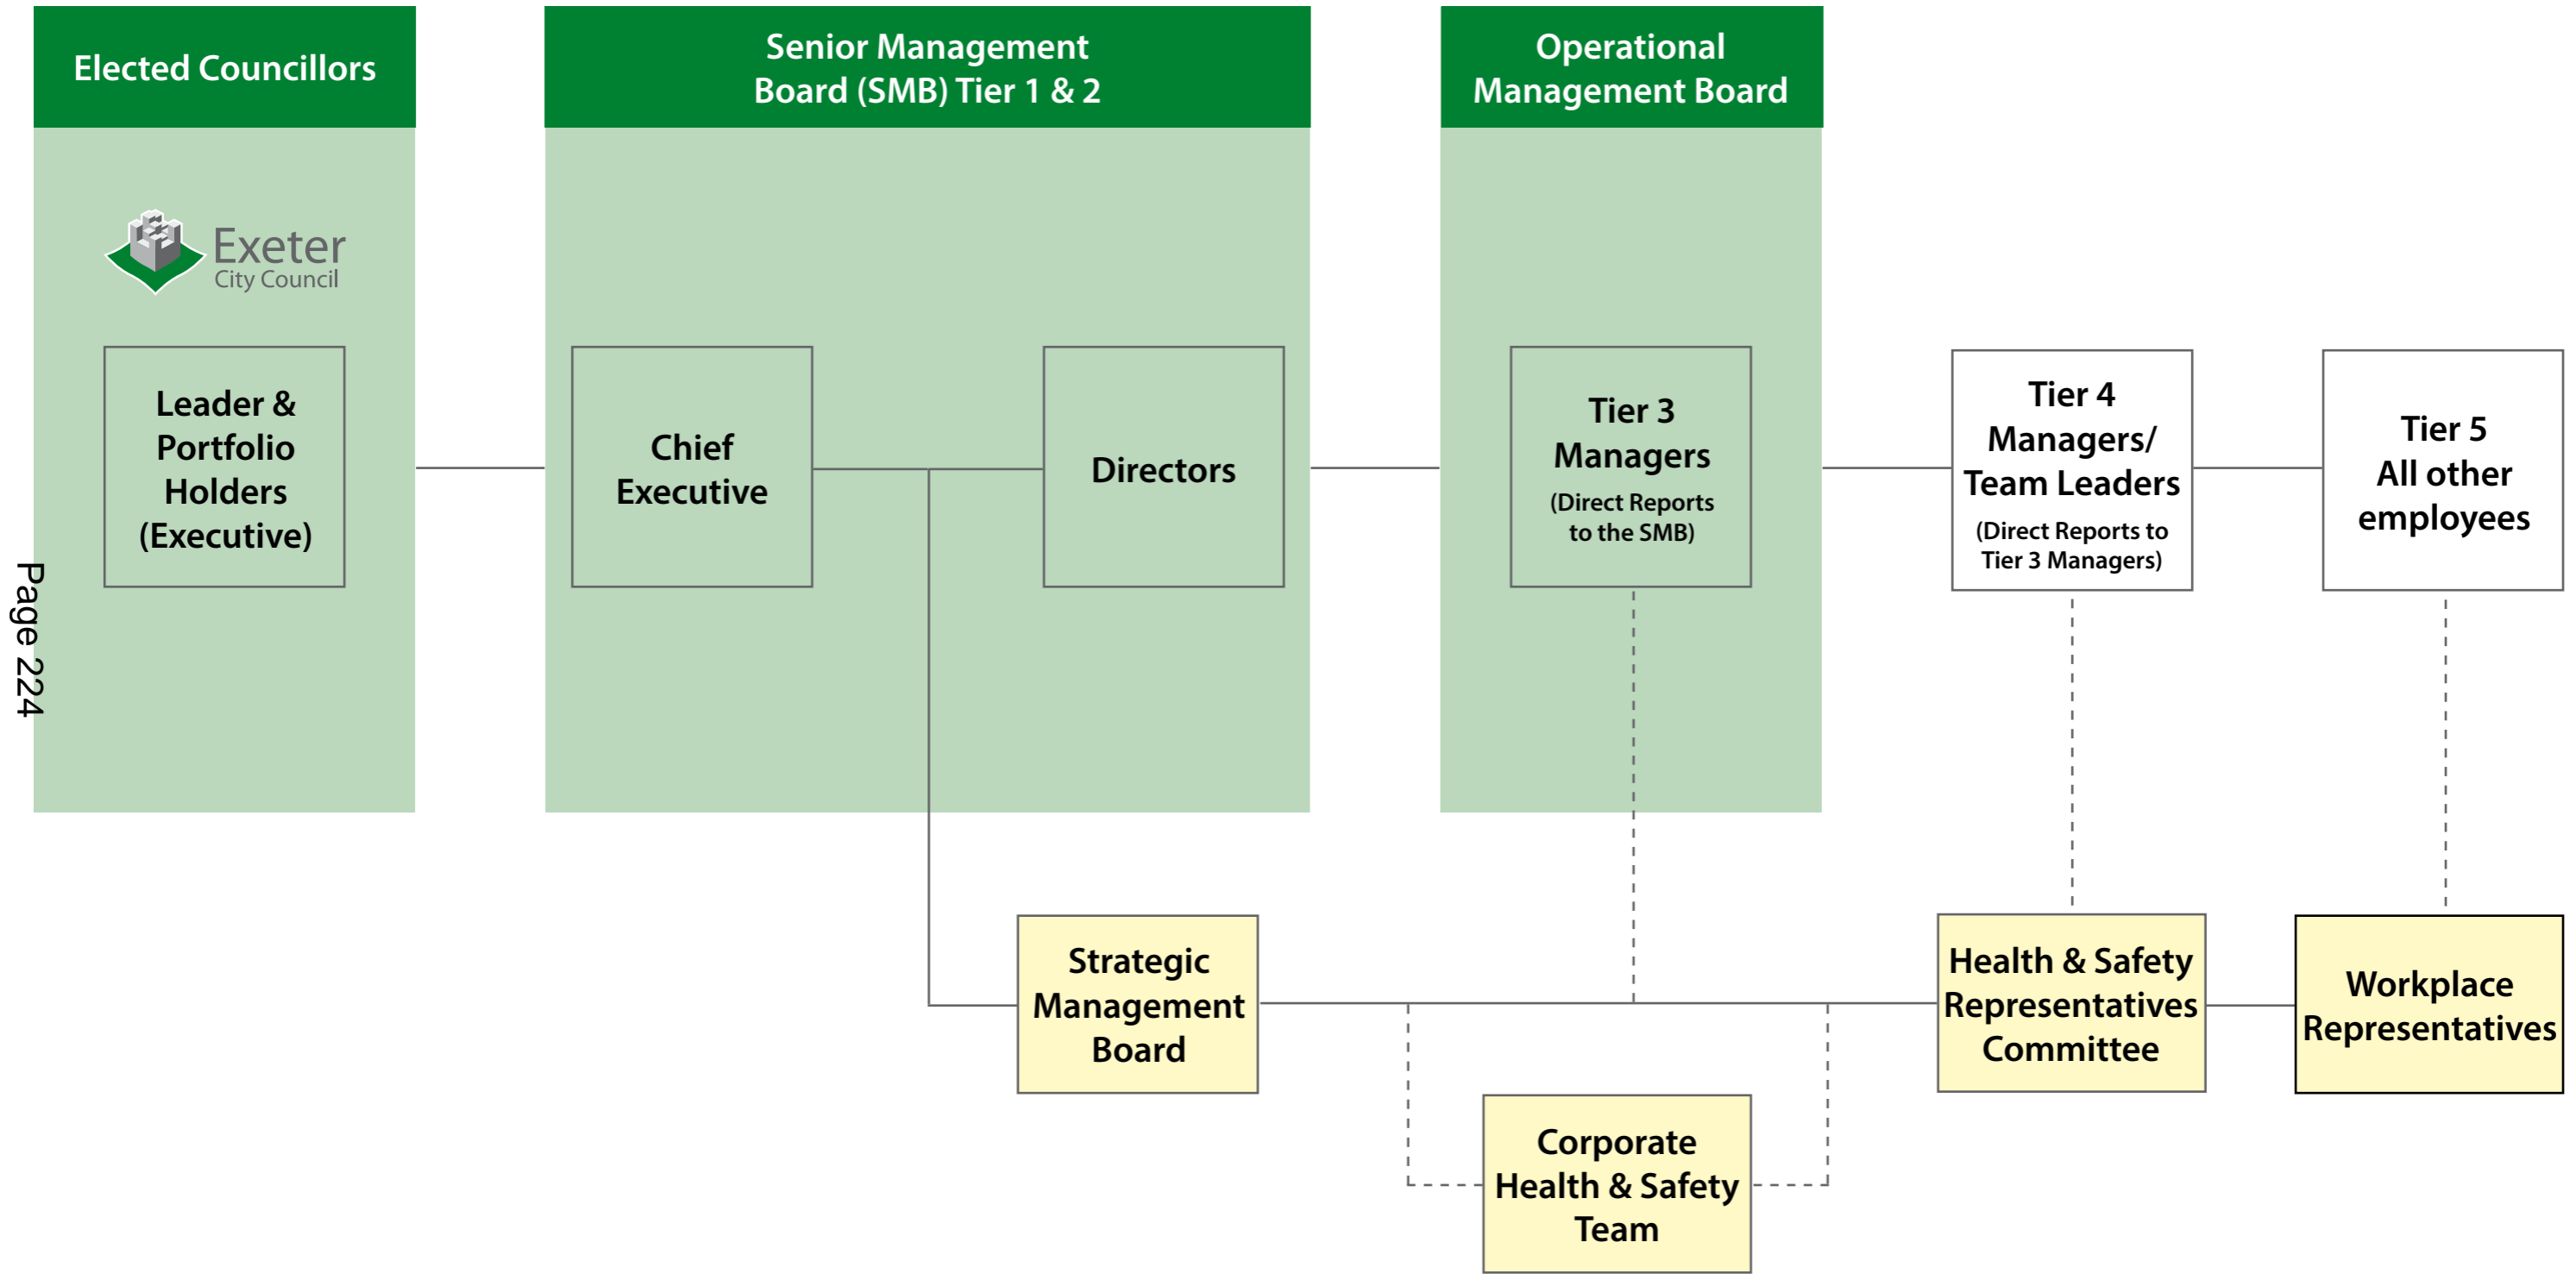 Elected Councillors
Senior Management
Board (SMB) Tier 1 & 2
Operational
Management Board
Exeter
City Council
Leader &
Portfolio
Holders
(Executive)
Chief
Executive
Directors
Tier 3
Managers
(Direct Reports
to the SMB)
Tier 4
Managers/
Team Leaders
(Direct Reports to
Tier 3 Managers)
Tier 5
All other
employees
Page 224
Strategic
Management
Board
Health & Safety
Representatives
Committee
Workplace
Representatives
Corporate
Health & Safety
Team